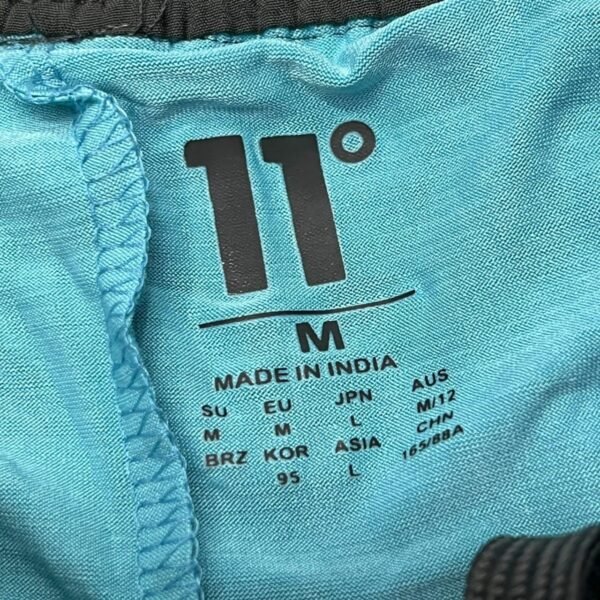 11°
M
MADE IN INDIA
SU EU JPN AUS
M M L M/12
BRZ KOR ASIA CHN
95 L 165/88A